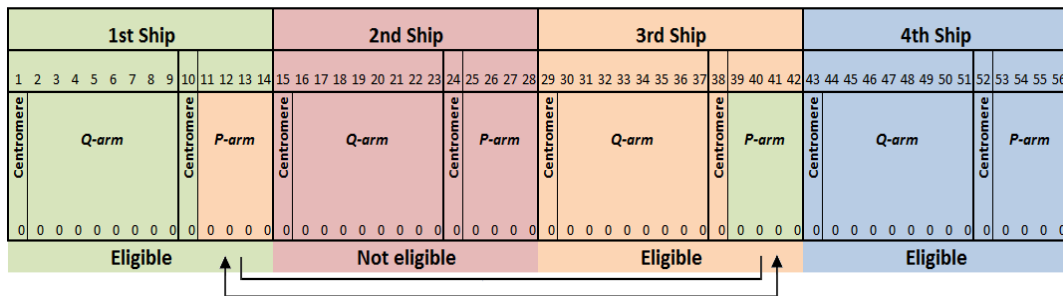 1st Ship 2nd Ship 3rd Ship 4th Ship
1 2 3 4 5 6 7 8 9 10 11 12 13 14 15 16 17 18 19 20 21 22 23 24 25 26 27 28 29 30 31 32 33 34 35 36 37 38 39 40 41 42 43 44 45 46 47 48 49 50 51 52 53 54 55 56
Centromere Q-arm Centromere P-arm Centromere Q-arm Centromere P-arm Centromere Q-arm Centromere P-arm Centromere Q-arm Centromere P-arm
0 0 0 0 0 0 0 0 0 0 0 0 0 0 0 0 0 0 0 0 0 0 0 0 0 0 0 0 0 0 0 0 0 0 0 0 0 0 0 0 0 0 0 0 0 0 0 0 0 0 0 0 0 0 0 0
Eligible Not eligible Eligible Eligible